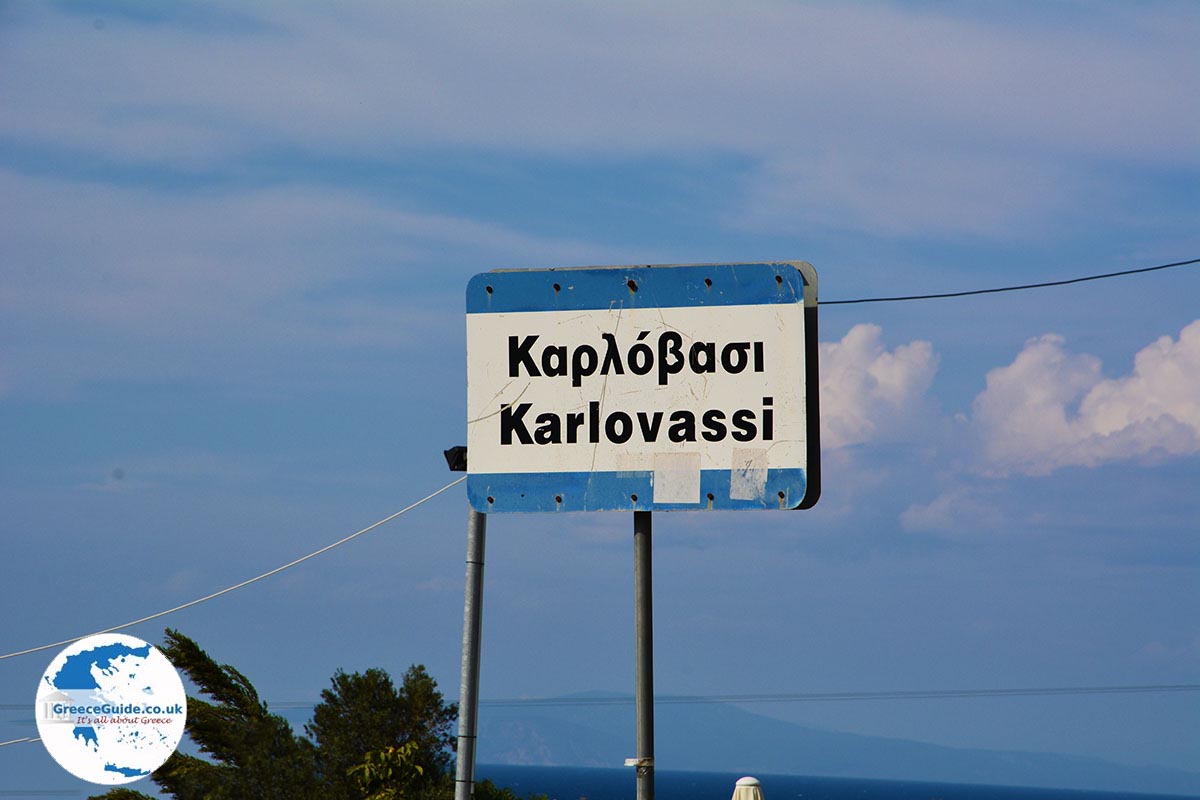 Καρλόβασι
Karlovassi
GreeceGuide.co.uk
It's all about Greece